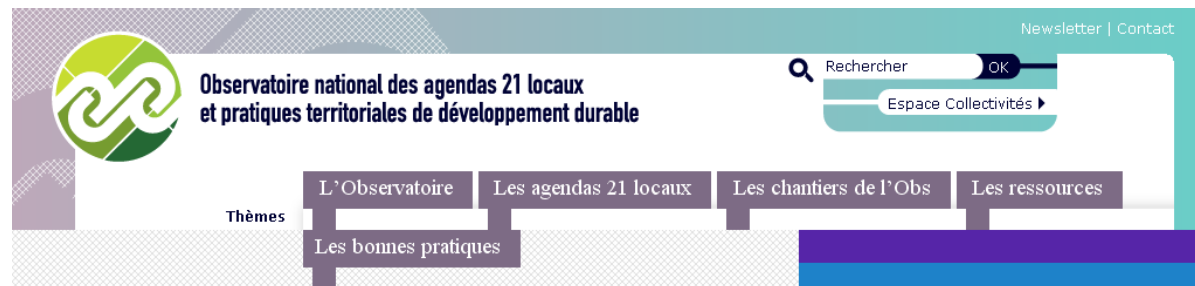 Newsletter | Contact
Observatoire national des agendas 21 locaux
et pratiques territoriales de développement durable
Rechercher OK
Espace Collectivités
L’Observatoire Les agendas 21 locaux Les chantiers de l’Obs Les ressources
Thèmes
Les bonnes pratiques